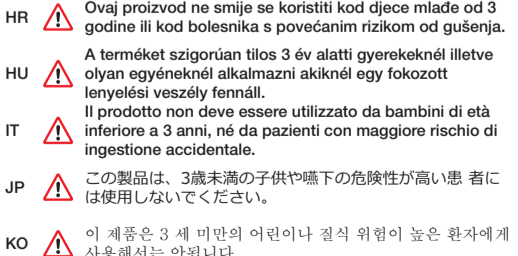 HR
Ovaj proizvod ne smije se koristiti kod djece mlađe od 3
godine ili kod bolesnika s povećanim rizikom od gušenja.
HU
A terméket szigorúan tilos 3 év alatti gyerekeknél illetve
olyan egyéneknél alkalmazni akiknél egy fokozott
lenyelési veszély fennáll.
IT
Il prodotto non deve essere utilizzato da bambini di età
inferiore a 3 anni, né da pazienti con maggiore rischio di
ingestione accidentale.
JP
この製品は、3歳未満の子供や嚥下の危険性が高い患 者に
は使用しないでください。
KO
이 제품은 3 세 미만의 어린이나 질식 위험이 높은 환자에게
사용해서는 안됩니다